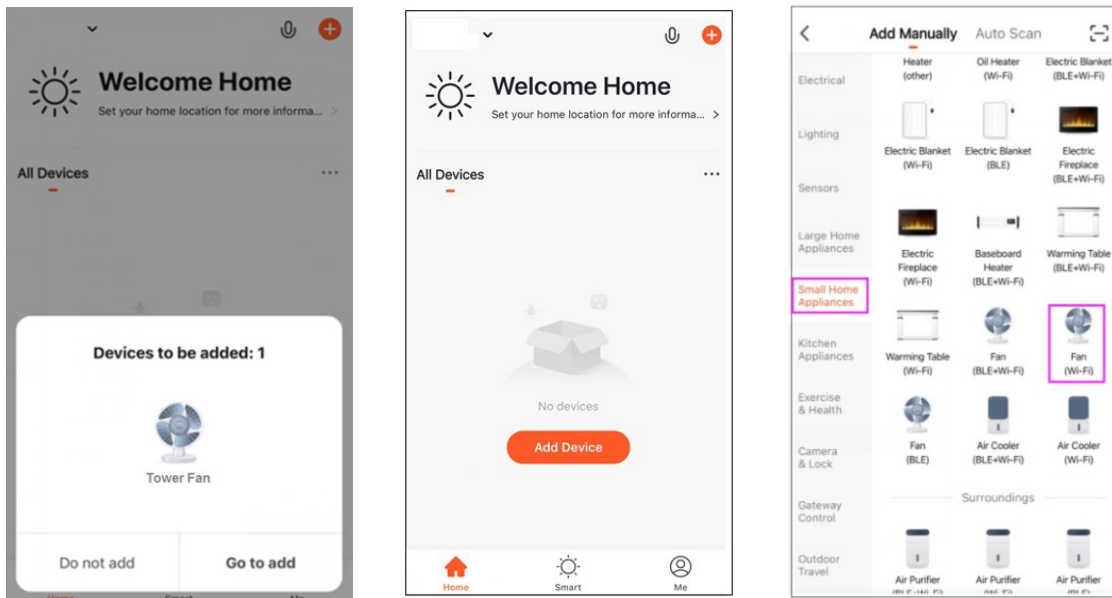 Welcome Home
Set your home location for more informa... >
All Devices
...
Devices to be added: 1
Tower Fan
Do not add
Go to add
Welcome Home
Set your home location for more informa... >
All Devices
...
No devices
Add Device
Home
Smart
Me
Add Manually
Auto Scan
Electrical
Lighting
Sensors
Large Home
Appliances
Small Home
Appliances
Kitchen
Appliances
Exercise
& Health
Camera
& Lock
Gateway
Control
Outdoor
Travel
Heater
(other)
Oil Heater
(Wi-Fi)
Electric Blanket
(BLE+Wi-Fi)
Electric Blanket
(Wi-Fi)
Electric Blanket
(BLE)
Electric
Fireplace
(BLE+Wi-Fi)
Electric
Fireplace
(Wi-Fi)
Baseboard
Heater
(BLE+Wi-Fi)
Warming Table
(BLE+Wi-Fi)
Warming Table
(Wi-Fi)
Fan
(BLE+Wi-Fi)
Fan
(Wi-Fi)
Fan
(BLE)
Air Cooler
(BLE+Wi-Fi)
Air Cooler
(Wi-Fi)
Surroundings
Air Purifier
Air Purifier
Air Purifier